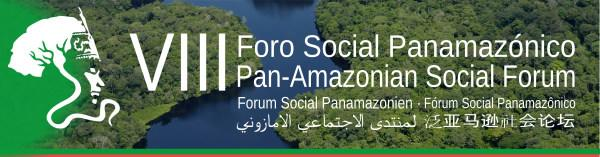 VIII
Foro Social Panamazónico
Pan-Amazonian Social Forum
Forum Social Panamazonien · Fórum Social Panamazônico
لمنتدى الاجتماعي الامازوني 泛亚马逊社会论坛